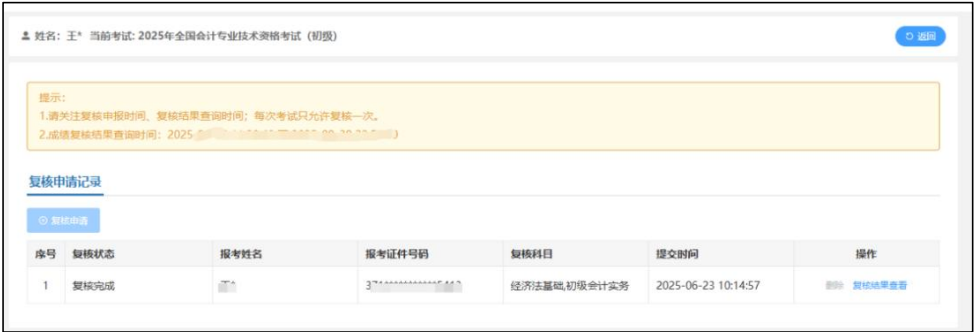 姓名：王* 当前考试: 2025年全国会计专业技术资格考试（初级）
返回
提示：
1.请关注复核申报时间、复核结果查询时间；每次考试只允许复核一次。
2.成绩复核结果查询时间：2025-
复核申请记录
复核申请
序号 复核状态 报考姓名 报考证件号码 复核科目 提交时间 操作
1 复核完成 经济法基础,初级会计实务 2025-06-23 10:14:57 删除 复核结果查看